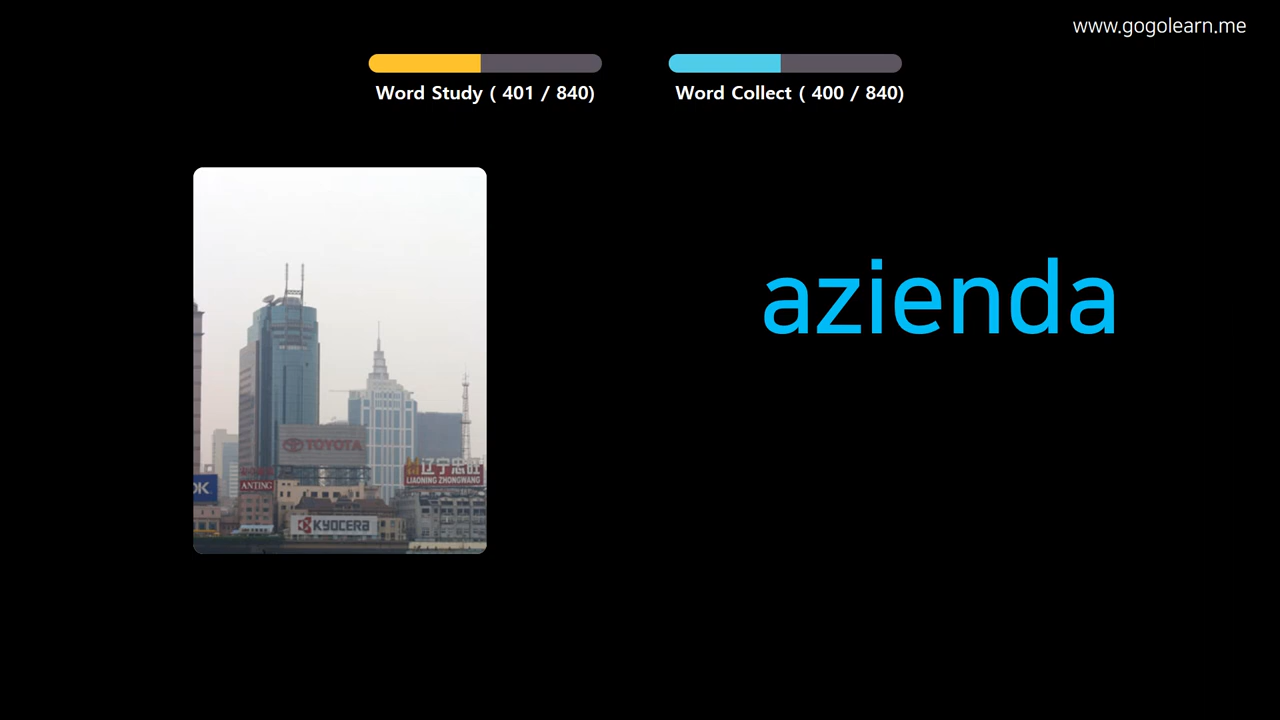 www.gogolearn.me
Word Study ( 401 / 840)
Word Collect ( 400 / 840)
azienda
TOYOTA
辽宁忠旺
LIAONING ZHONGWANG
ANTING
KYOCERA